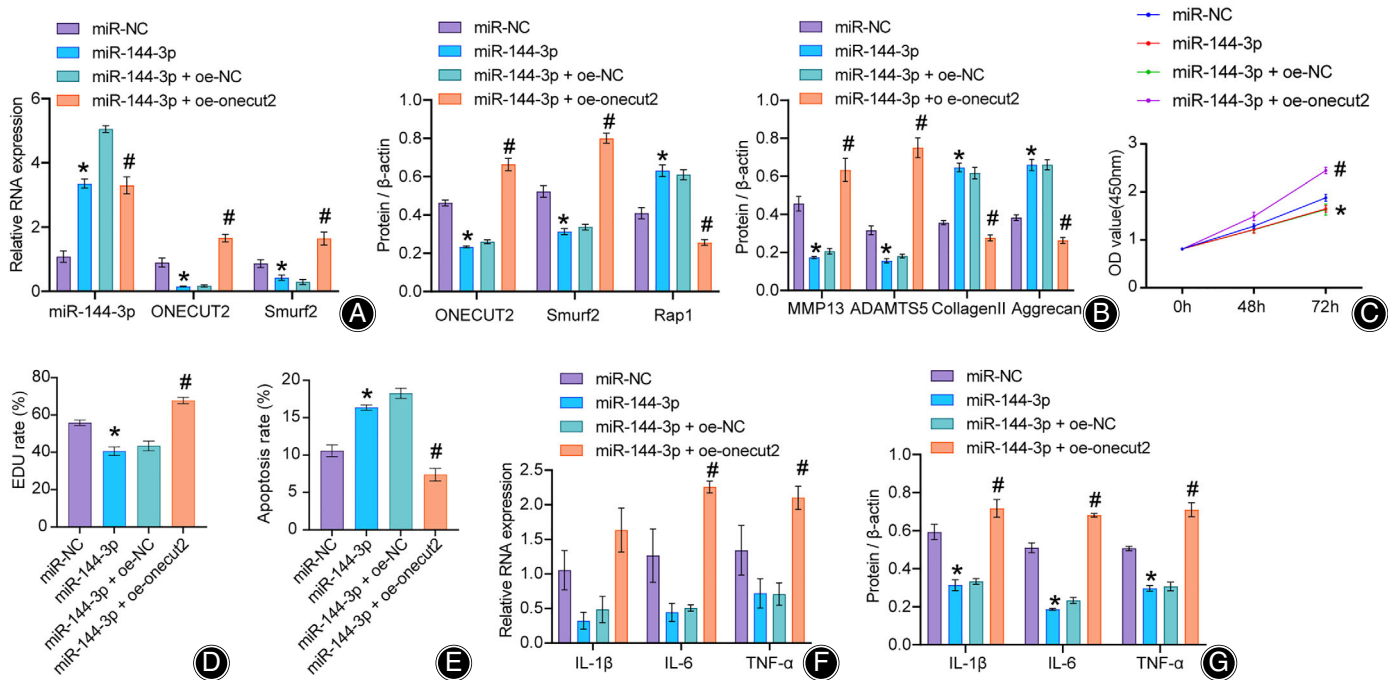 miR-NC
miR-144-3p
miR-144-3p + oe-NC
miR-144-3p + oe-onecut2
Relative RNA expression
6
4
2
0
*
#
*
#
*
#
miR-144-3p ONECUT2 Smurf2
A
miR-NC
miR-144-3p
miR-144-3p + oe-NC
miR-144-3p + oe-onecut2
Protein / β-actin
1.0
0.8
0.6
0.4
0.2
0.0
*
#
*
#
*
#
ONECUT2 Smurf2 Rap1
miR-NC
miR-144-3p
miR-144-3p + oe-NC
miR-144-3p +o e-onecut2
Protein / β-actin
1.0
0.8
0.6
0.4
0.2
0.0
*
#
*
#
*
#
*
#
MMP13 ADAMTS5 CollagenII Aggrecan
B
miR-NC
miR-144-3p
miR-144-3p + oe-NC
miR-144-3p + oe-onecut2
OD value(450nm)
3
2
1
0
#
*
0h 48h 72h
C
EDU rate (%)
80
60
40
20
0
*
#
miR-NC
miR-144-3p
miR-144-3p + oe-NC
miR-144-3p + oe-onecut2
D
Apoptosis rate (%)
20
15
10
5
0
*
#
miR-NC
miR-144-3p
miR-144-3p + oe-NC
miR-144-3p + oe-onecut2
E
miR-NC
miR-144-3p
miR-144-3p + oe-NC
miR-144-3p + oe-onecut2
Relative RNA expression
2.5
2.0
1.5
1.0
0.5
0.0
#
#
IL-1β IL-6 TNF-α
F
miR-NC
miR-144-3p
miR-144-3p + oe-NC
miR-144-3p + oe-onecut2
Protein / β-actin
1.0
0.8
0.6
0.4
0.2
0.0
*
#
*
#
*
#
IL-1β IL-6 TNF-α
G